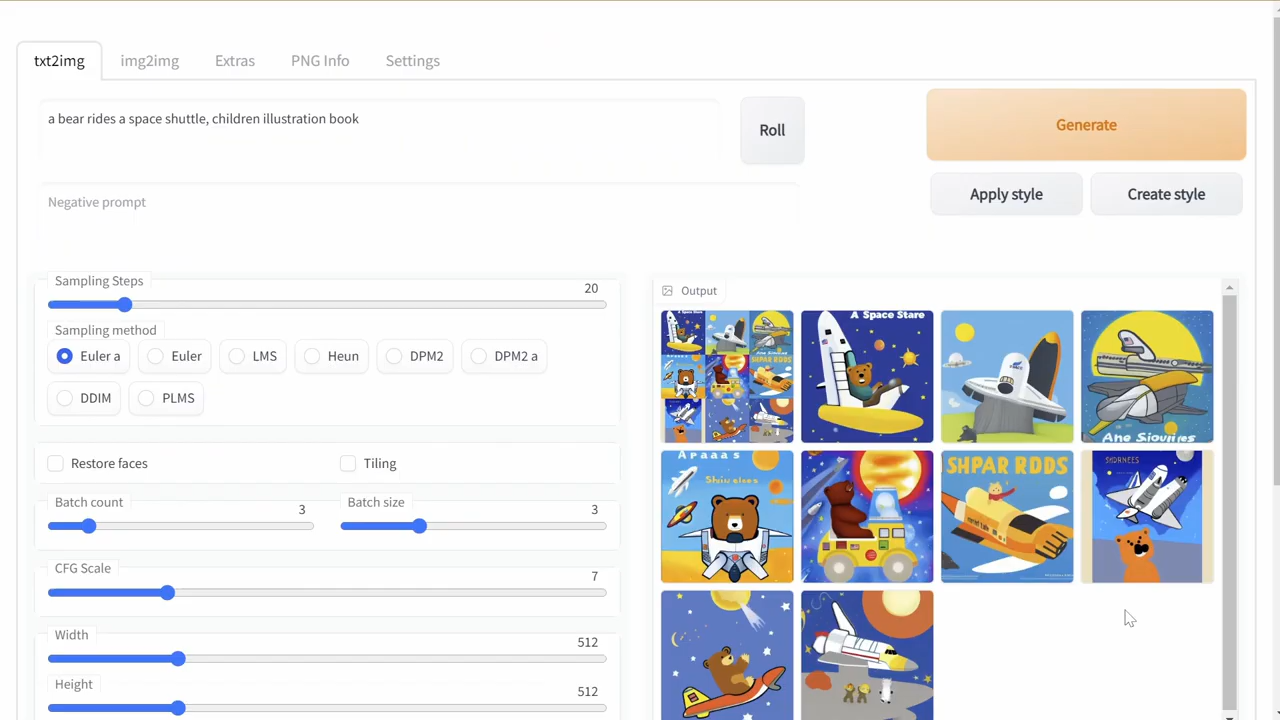 txt2img img2img Extras PNG Info Settings
a bear rides a space shuttle, children illustration book
Roll
Generate
Negative prompt
Apply style Create style
Sampling Steps
20
Sampling method
Euler a Euler LMS Heun DPM2 DPM2 a
DDIM PLMS
Restore faces Tiling
Batch count
3
Batch size
3
CFG Scale
7
Width
512
Height
512
Output
A Space Stare
Ane Siouiries
Apaaas
SHPAR RDDS
SHORNEES